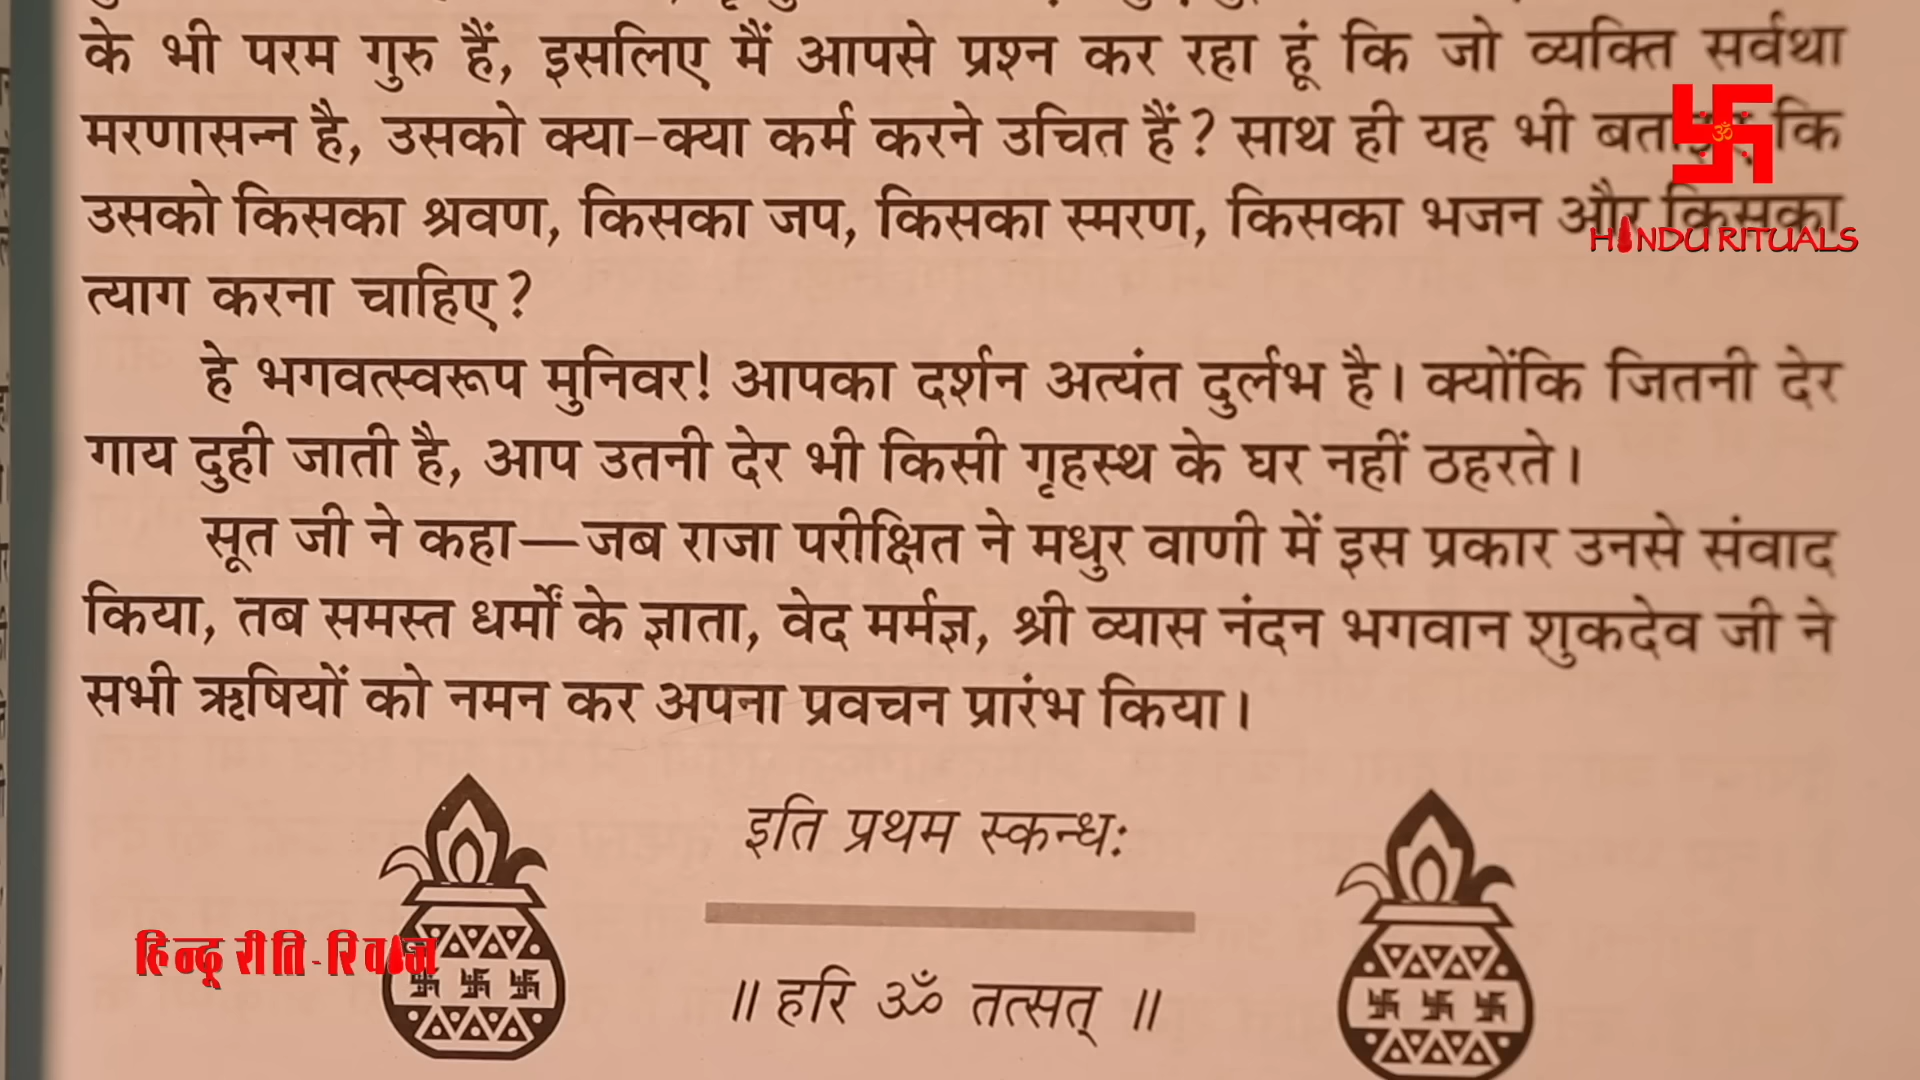 के भी परम गुरु हैं, इसलिए मैं आपसे प्रश्न कर रहा हूं कि जो व्यक्ति सर्वथा
मरणासन्न है, उसको क्या-क्या कर्म करने उचित हैं? साथ ही यह भी कि
उसको किसका श्रवण, किसका जप, किसका स्मरण, किसका भजन और किसका
HINDU RITUALS
त्याग करना चाहिए?
हे भगवत्स्वरूप मुनिवर! आपका दर्शन अत्यंत दुर्लभ है। क्योंकि जितनी देर
गाय दुही जाती है, आप उतनी देर भी किसी गृहस्थ के घर नहीं ठहरते।
सूत जी ने कहा—जब राजा परीक्षित ने मधुर वाणी में इस प्रकार उनसे संवाद
किया, तब समस्त धर्मों के ज्ञाता, वेद मर्मज्ञ, श्री व्यास नंदन भगवान शुकदेव जी ने
सभी ऋषियों को नमन कर अपना प्रवचन प्रारंभ किया।
इति प्रथम स्कन्धः
हिन्दू रीति-रिवाज
॥ हरि ॐ तत्सत् ॥